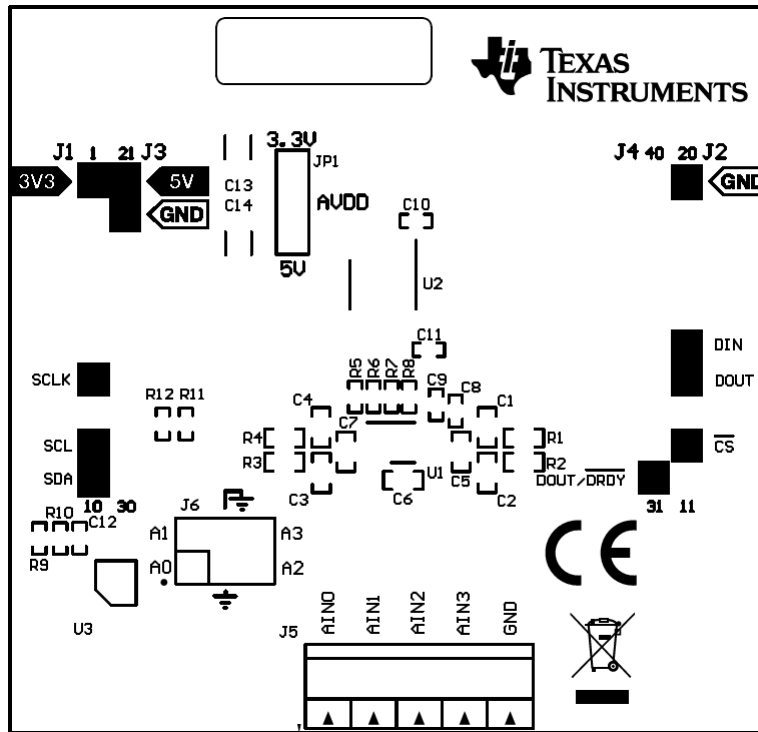 TEXAS
INSTRUMENTS
J1 1 21 J3
3.3V
JP1
J4 40 20 J2
3V3
5V
GND
C13
C14
AVDD
C10
GND
5V
U2
C11
DIN
SCLK
DOUT
R5 R6 R7 R8
R12 R11
C4
C9 C8
C1
SCL
R4
C7
R1
CS
SDA
R3
U1
C5
R2
DOUT/DRDY
C3
C6
C2
10 30
31 11
R10 C12
J6
R9
A1 A3
A0 A2
CE
U3
J5
AIN0 AIN1 AIN2 AIN3 GND